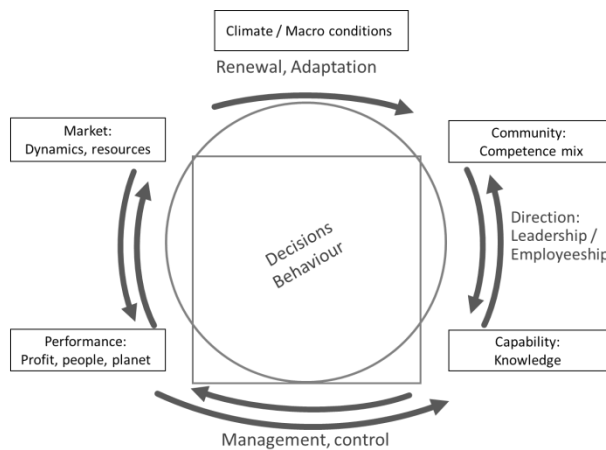 Climate / Macro conditions
Renewal, Adaptation
Market:
Dynamics, resources
Community:
Competence mix
Decisions
Behaviour
Direction:
Leadership /
Employeeship
Performance:
Profit, people, planet
Capability:
Knowledge
Management, control